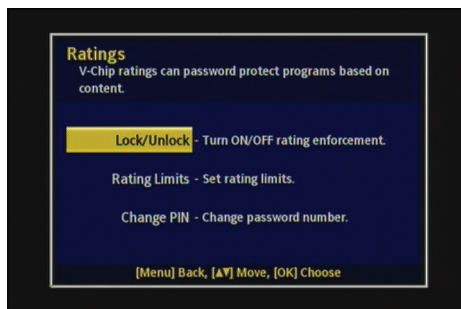 Ratings
V-Chip ratings can password protect programs based on
content.
Lock/Unlock - Turn ON/OFF rating enforcement.
Rating Limits - Set rating limits.
Change PIN - Change password number.
[Menu] Back, [▲▼] Move, [OK] Choose